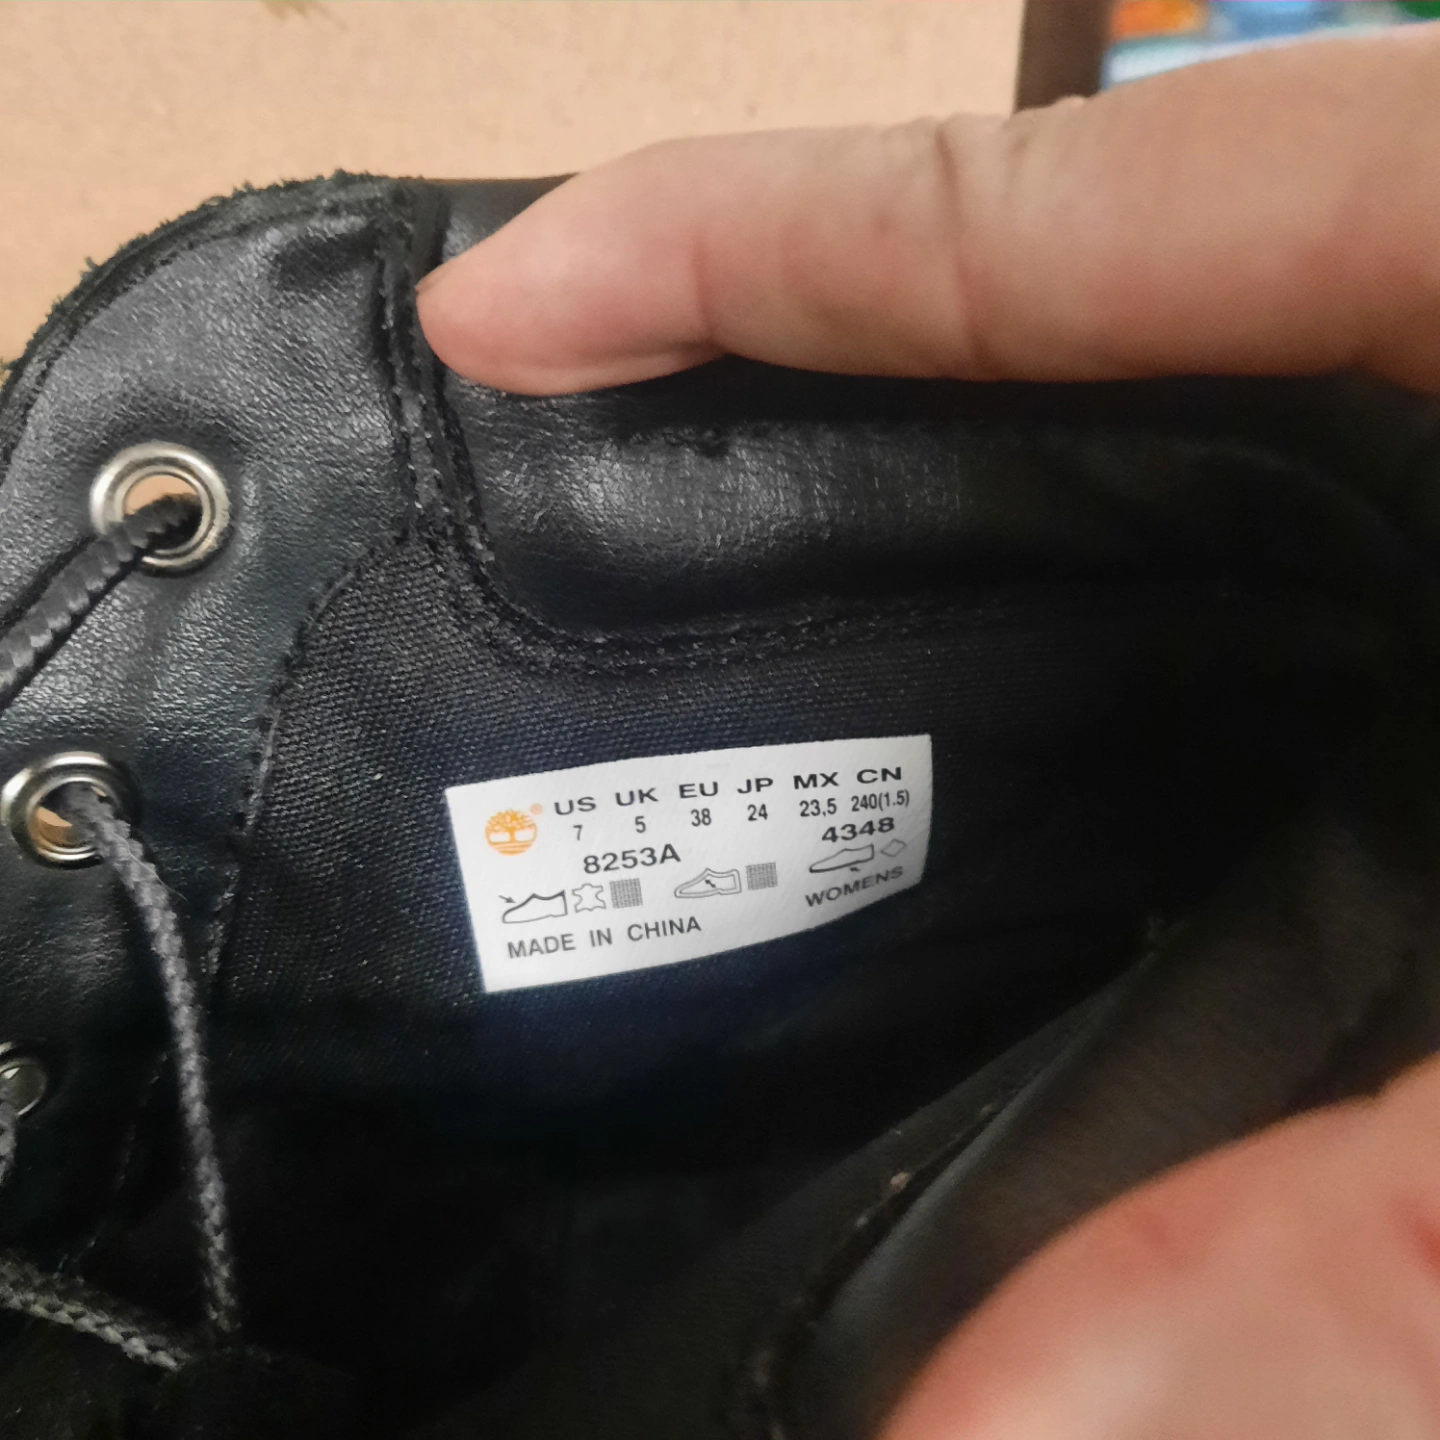 US UK EU JP MX CN
7 5 38 24 23,5 240(1.5)
8253A 4348
WOMENS
MADE IN CHINA